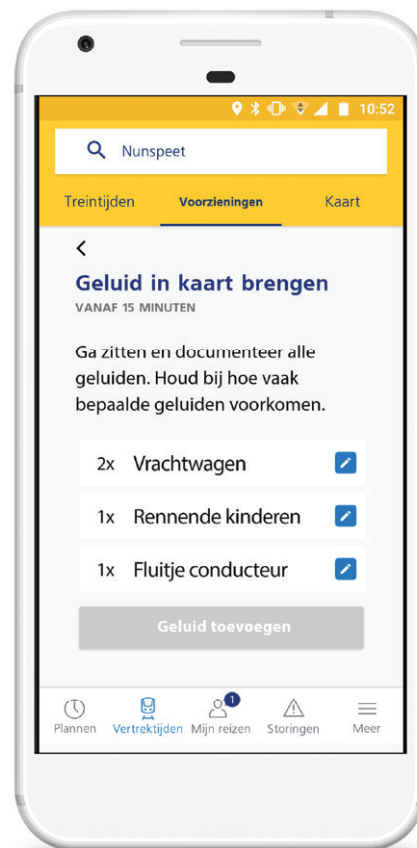 10:52
Nunspeet
Treintijden Voorzieningen Kaart
Geluid in kaart brengen
VANAF 15 MINUTEN
Ga zitten en documenteer alle
geluiden. Houd bij hoe vaak
bepaalde geluiden voorkomen.
2x Vrachtwagen
1x Rennende kinderen
1x Fluitje conducteur
Geluid toevoegen
1
Plannen Vertrektijden Mijn reizen Storingen Meer